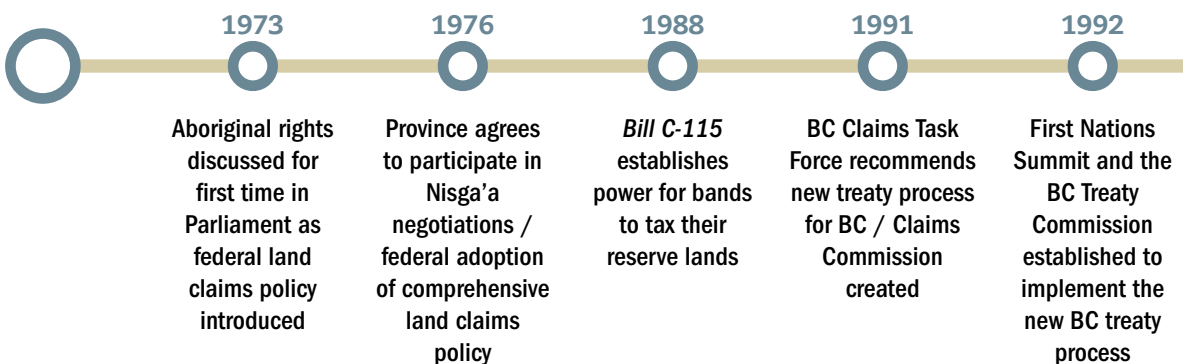 1973
Aboriginal rights
discussed for
first time in
Parliament as
federal land
claims policy
introduced
1976
Province agrees
to participate in
Nisga’a
negotiations /
federal adoption
of comprehensive
land claims
policy
1988
Bill C-115
establishes
power for bands
to tax their
reserve lands
1991
BC Claims Task
Force recommends
new treaty process
for BC / Claims
Commission
created
1992
First Nations
Summit and the
BC Treaty
Commission
established to
implement the
new BC treaty
process